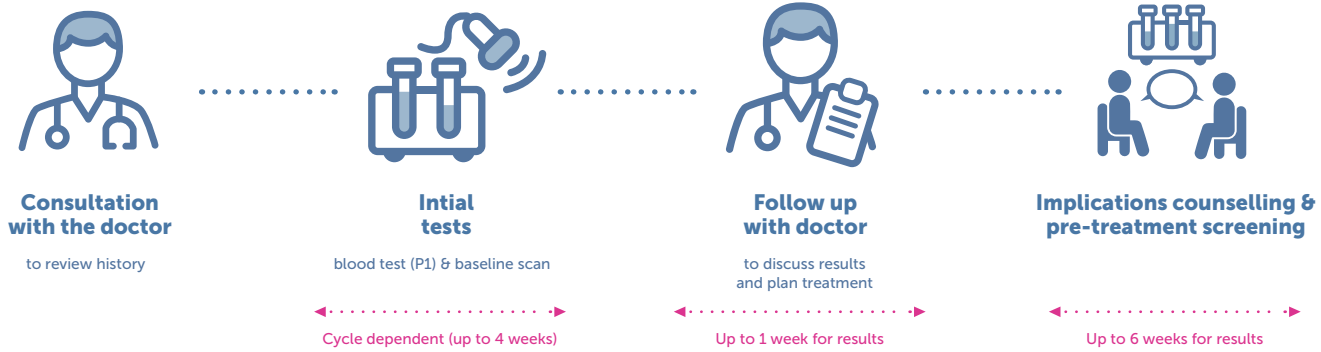 Consultation
with the doctor
to review history
Intial
tests
blood test (P1) & baseline scan
Cycle dependent (up to 4 weeks)
Follow up
with doctor
to discuss results
and plan treatment
Up to 1 week for results
Implications counselling &
pre-treatment screening
Up to 6 weeks for results